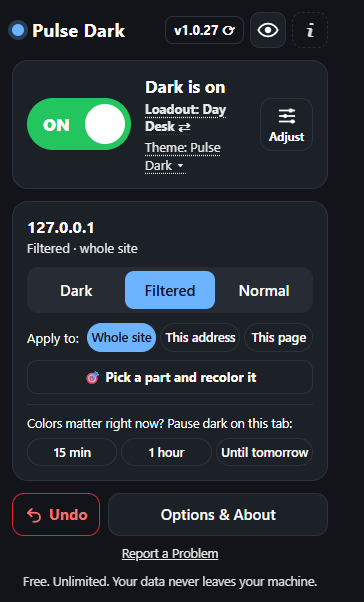 Pulse Dark v1.0.27 ⟳ i
Dark is on
ON
Loadout: Day
Desk ⇄
Theme: Pulse
Dark ▾
Adjust
127.0.0.1
Filtered · whole site
Dark Filtered Normal
Apply to: Whole site This address This page
🎯 Pick a part and recolor it
Colors matter right now? Pause dark on this tab:
15 min 1 hour Until tomorrow
Undo Options & About
Report a Problem
Free. Unlimited. Your data never leaves your machine.